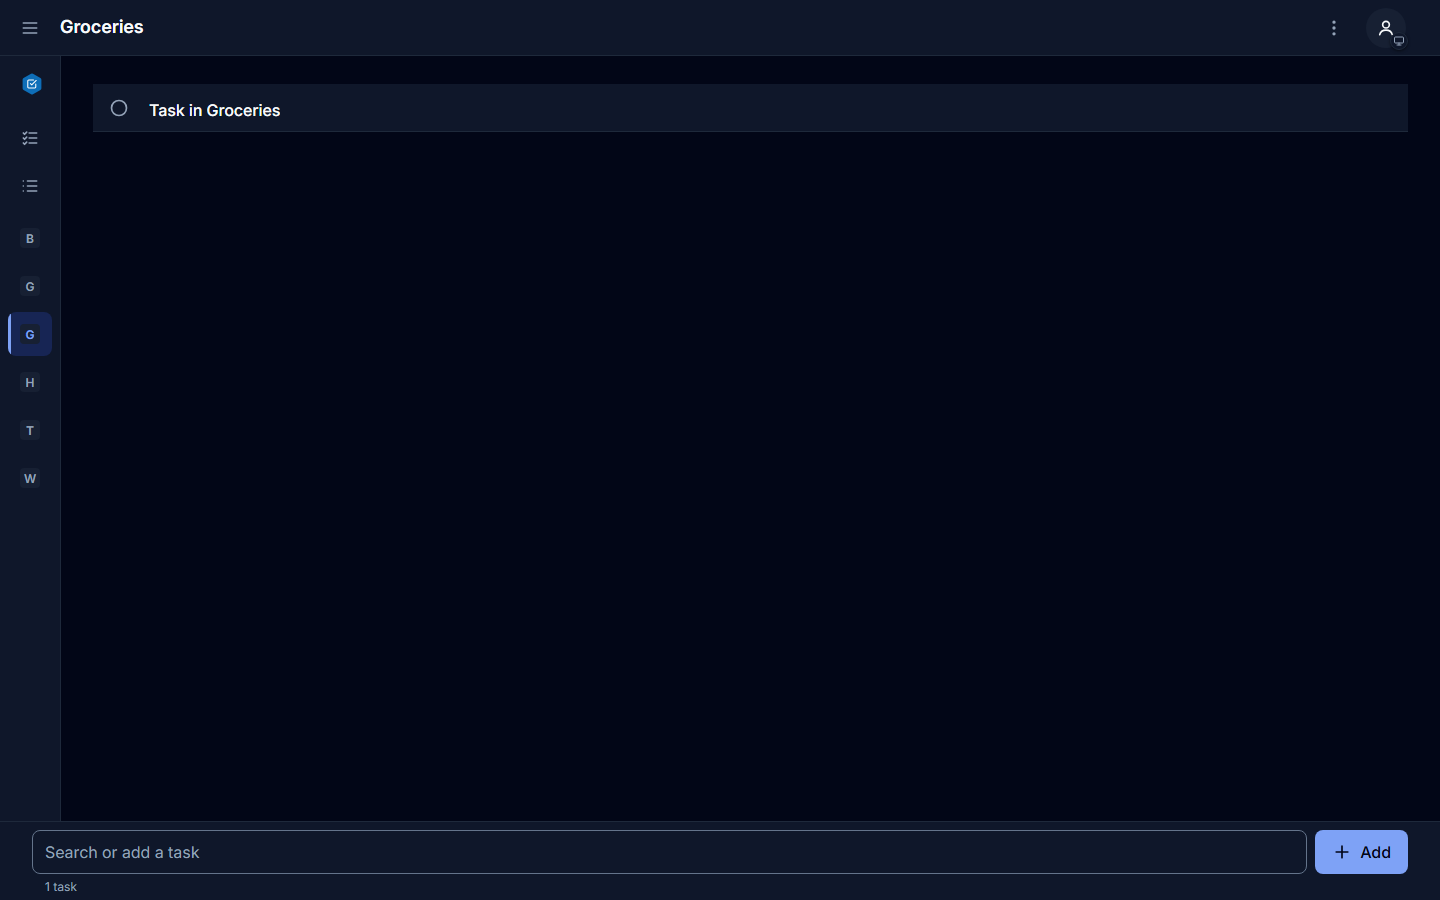 Groceries
Task in Groceries
B
G
G
H
T
W
Search or add a task
Add
1 task